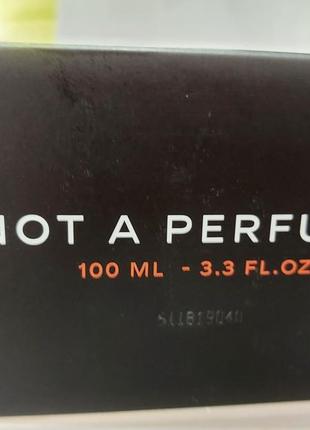 NOT A PERFU
100 ML - 3.3 FL.OZ